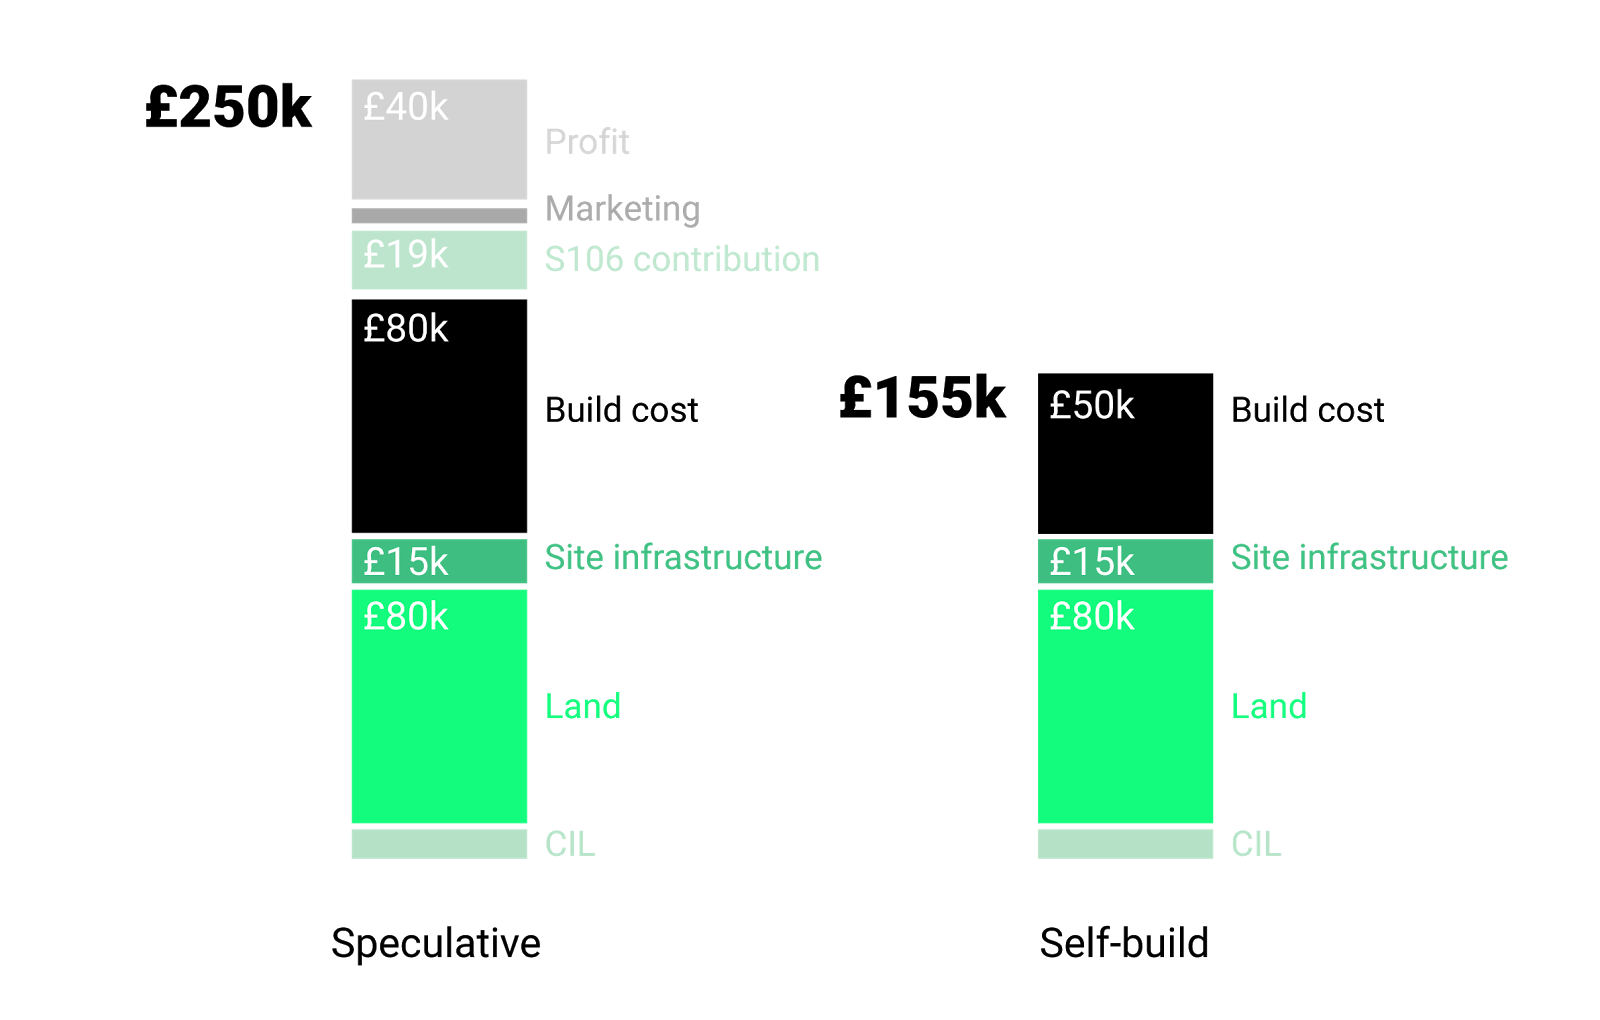 £250k
£40k
Profit
Marketing
£19k
S106 contribution
£80k
Build cost
£15k
Site infrastructure
£80k
Land
CIL
Speculative
£155k
£50k
Build cost
£15k
Site infrastructure
£80k
Land
CIL
Self-build